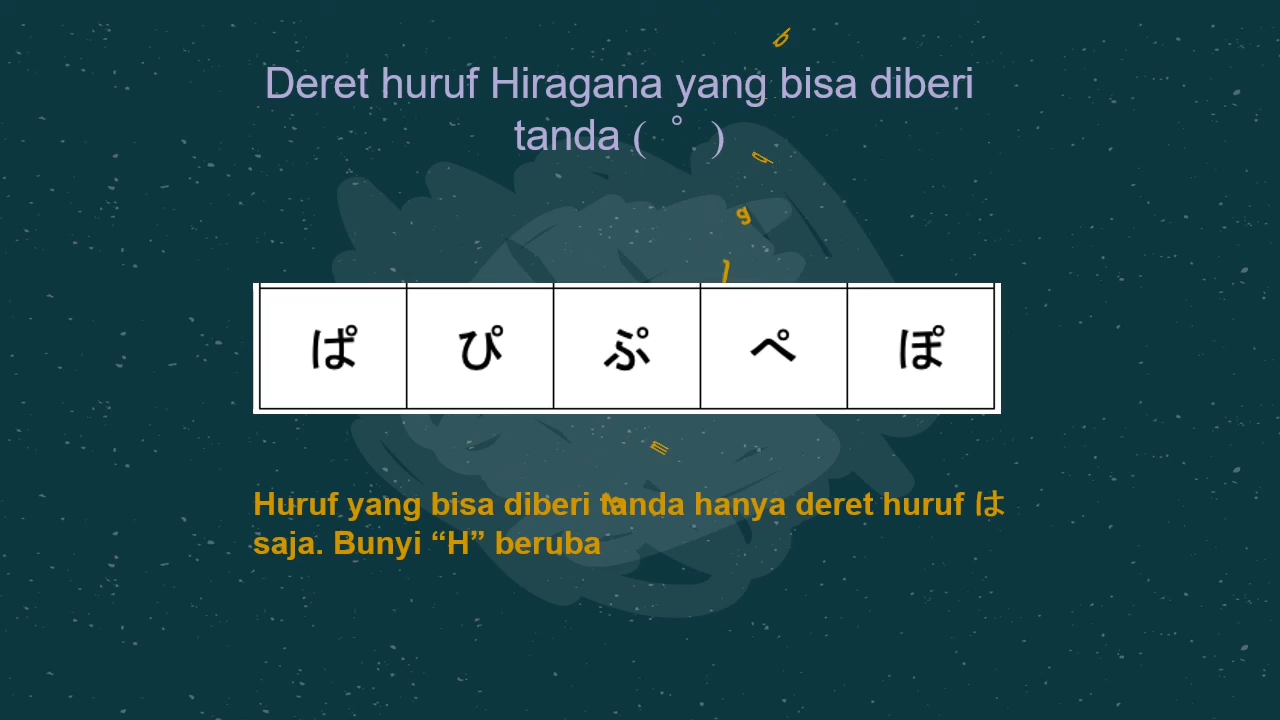 Deret huruf Hiragana yang bisa diberi
tanda ( ゜ )
ぱ ぴ ぷ ぺ ぽ
Huruf yang bisa diberi tanda hanya deret huruf は
saja. Bunyi “H” beruba